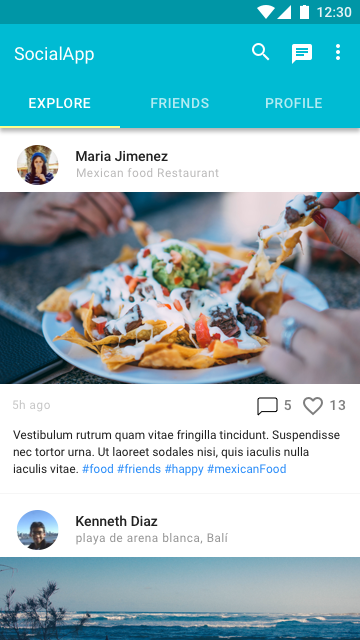 12:30
SocialApp
EXPLORE FRIENDS PROFILE
Maria Jimenez
Mexican food Restaurant
5h ago 5 13
Vestibulum rutrum quam vitae fringilla tincidunt. Suspendisse
nec tortor urna. Ut laoreet sodales nisi, quis iaculis nulla
iaculis vitae. #food #friends #happy #mexicanFood
Kenneth Diaz
playa de arena blanca, Balí